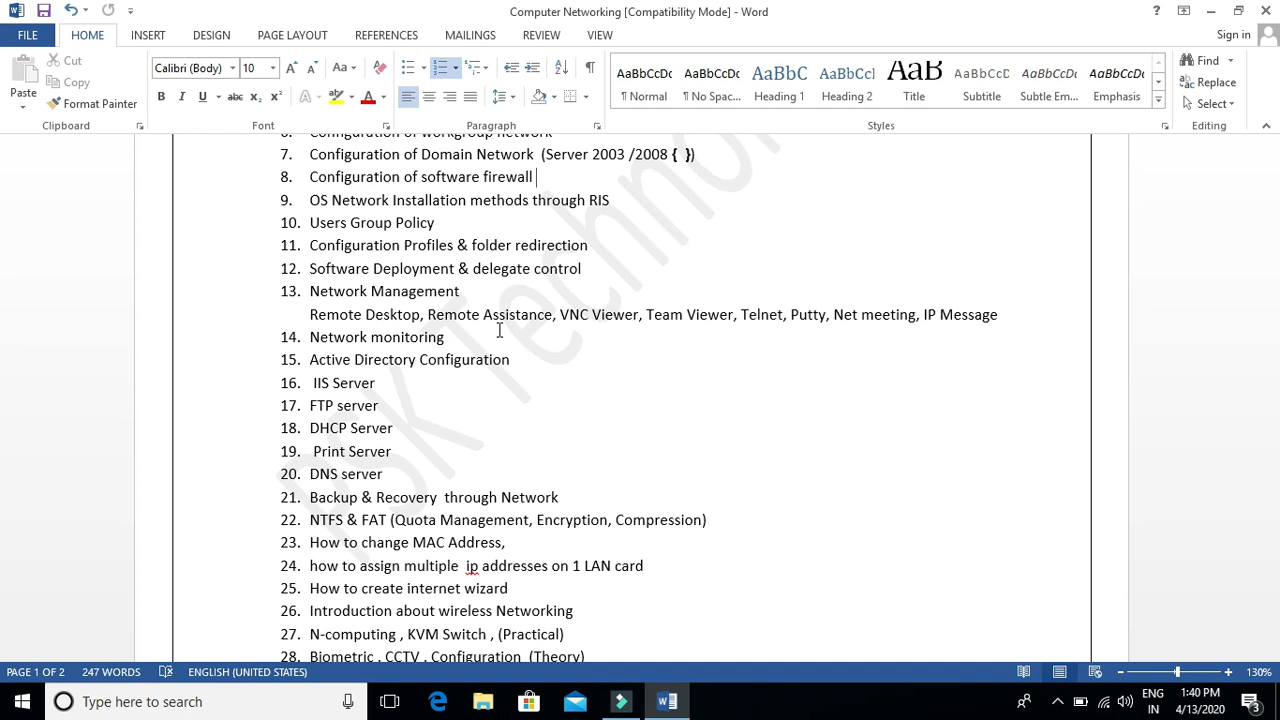 Computer Networking [Compatibility Mode] - Word
FILE HOME INSERT DESIGN PAGE LAYOUT REFERENCES MAILINGS REVIEW VIEW Sign in
Paste
Cut
Copy
Format Painter
Clipboard
Calibri (Body) 10
Font
Paragraph
AaBbCcDc AaBbCcDc AaBbC AaBbCcl AaB AaBbCcDc AaBbCcDc AaBbCcDc
¶ Normal ¶ No Spac... Heading 1 Heading 2 Title Subtitle Subtle Em... Emphasis
Styles
Find
Replace
Select
Editing
6. Configuration of workgroup network
7. Configuration of Domain Network (Server 2003 /2008 { })
8. Configuration of software firewall
9. OS Network Installation methods through RIS
10. Users Group Policy
11. Configuration Profiles & folder redirection
12. Software Deployment & delegate control
13. Network Management
Remote Desktop, Remote Assistance, VNC Viewer, Team Viewer, Telnet, Putty, Net meeting, IP Message
14. Network monitoring
15. Active Directory Configuration
16. IIS Server
17. FTP server
18. DHCP Server
19. Print Server
20. DNS server
21. Backup & Recovery through Network
22. NTFS & FAT (Quota Management, Encryption, Compression)
23. How to change MAC Address,
24. how to assign multiple ip addresses on 1 LAN card
25. How to create internet wizard
26. Introduction about wireless Networking
27. N-computing , KVM Switch , (Practical)
28. Biometric , CCTV , Configuration (Theory)
PAGE 1 OF 2 247 WORDS ENGLISH (UNITED STATES) 130%
Type here to search
ENG
IN
1:40 PM
4/13/2020
3